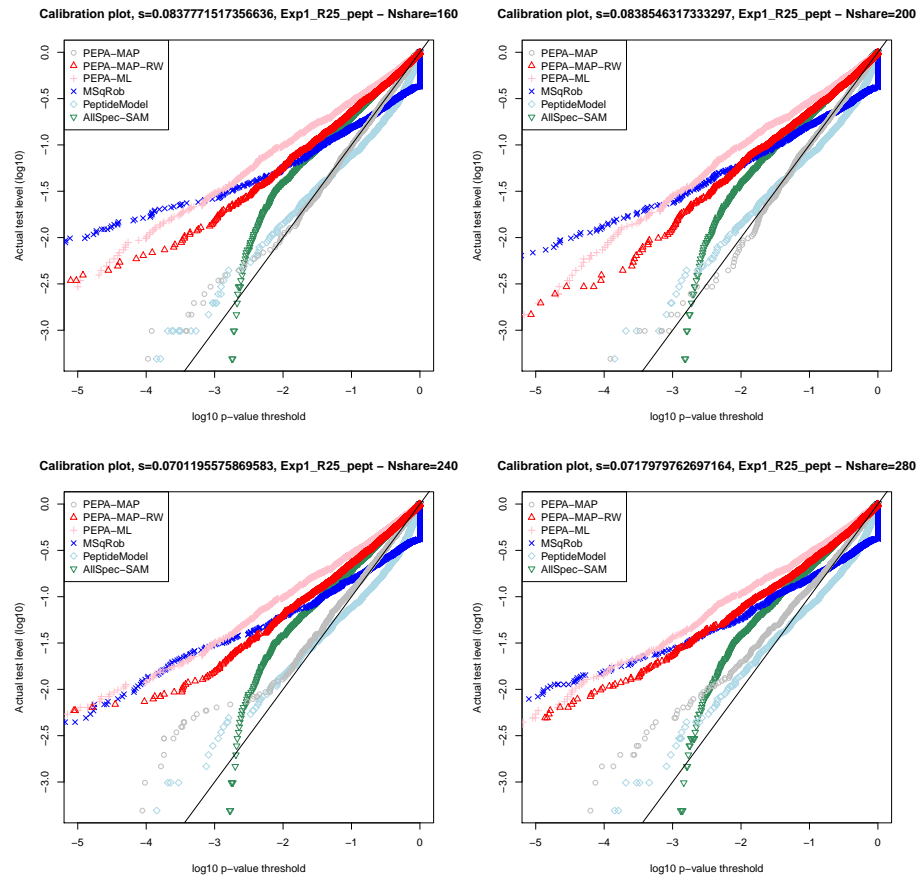 Calibration plot, s=0.0837771517356636, Exp1_R25_pept − Nshare=160
PEPA−MAP
PEPA−MAP−RW
PEPA−ML
MSqRob
PeptideModel
AllSpec−SAM
Actual test level (log10)
0.0
−0.5
−1.0
−1.5
−2.0
−2.5
−3.0
−5 −4 −3 −2 −1 0
log10 p−value threshold
Calibration plot, s=0.0838546317333297, Exp1_R25_pept − Nshare=200
PEPA−MAP
PEPA−MAP−RW
PEPA−ML
MSqRob
PeptideModel
AllSpec−SAM
Actual test level (log10)
0.0
−0.5
−1.0
−1.5
−2.0
−2.5
−3.0
−5 −4 −3 −2 −1 0
log10 p−value threshold
Calibration plot, s=0.0701195575869583, Exp1_R25_pept − Nshare=240
PEPA−MAP
PEPA−MAP−RW
PEPA−ML
MSqRob
PeptideModel
AllSpec−SAM
Actual test level (log10)
0.0
−0.5
−1.0
−1.5
−2.0
−2.5
−3.0
−5 −4 −3 −2 −1 0
log10 p−value threshold
Calibration plot, s=0.0717979762697164, Exp1_R25_pept − Nshare=280
PEPA−MAP
PEPA−MAP−RW
PEPA−ML
MSqRob
PeptideModel
AllSpec−SAM
Actual test level (log10)
0.0
−0.5
−1.0
−1.5
−2.0
−2.5
−3.0
−5 −4 −3 −2 −1 0
log10 p−value threshold